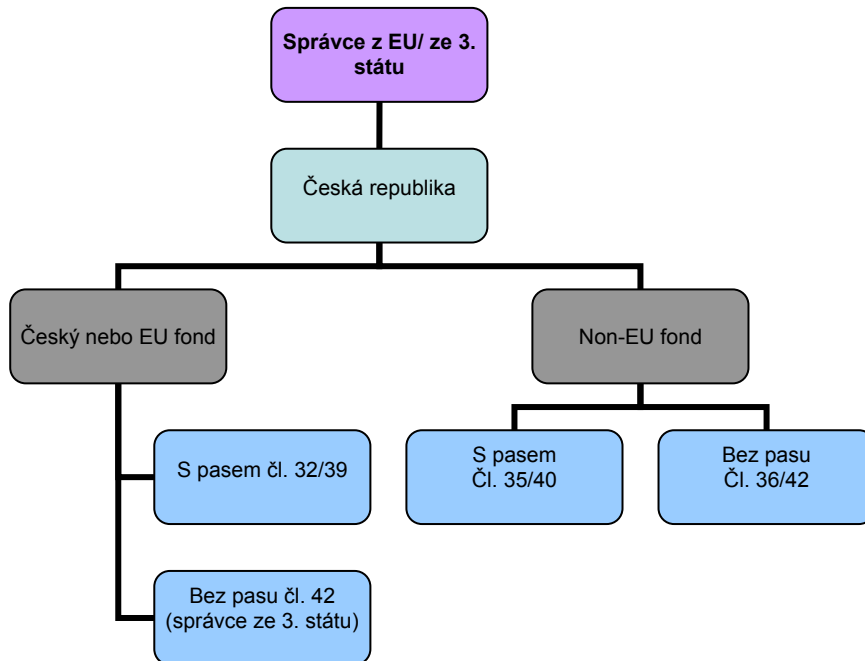 Správce z EU/ ze 3.
státu
Česká republika
Český nebo EU fond
Non-EU fond
S pasem čl. 32/39
S pasem
Čl. 35/40
Bez pasu
Čl. 36/42
Bez pasu čl. 42
(správce ze 3. státu)